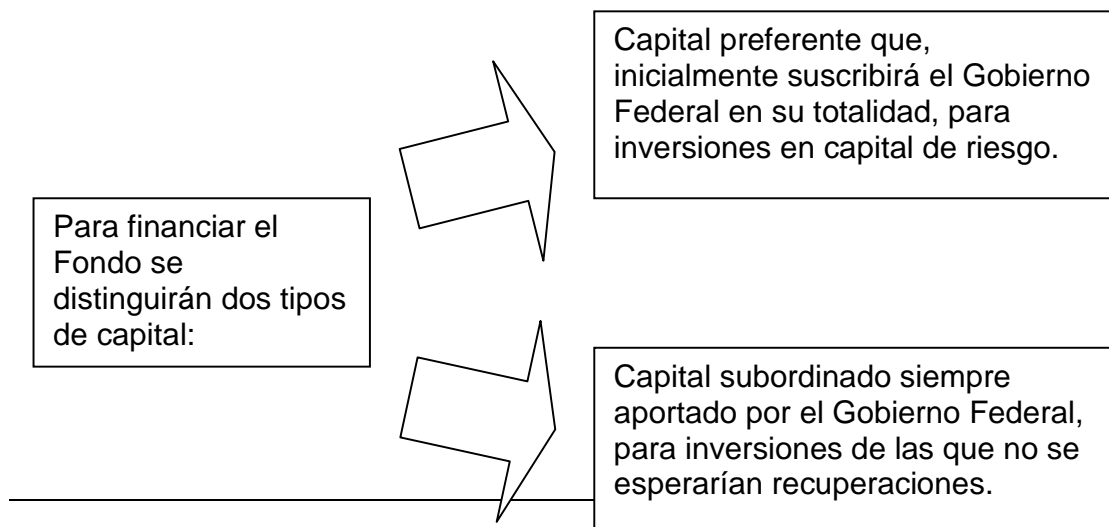 Para financiar el
Fondo se
distinguirán dos tipos
de capital:
Capital preferente que,
inicialmente suscribirá el Gobierno
Federal en su totalidad, para
inversiones en capital de riesgo.
Capital subordinado siempre
aportado por el Gobierno Federal,
para inversiones de las que no se
esperarían recuperaciones.